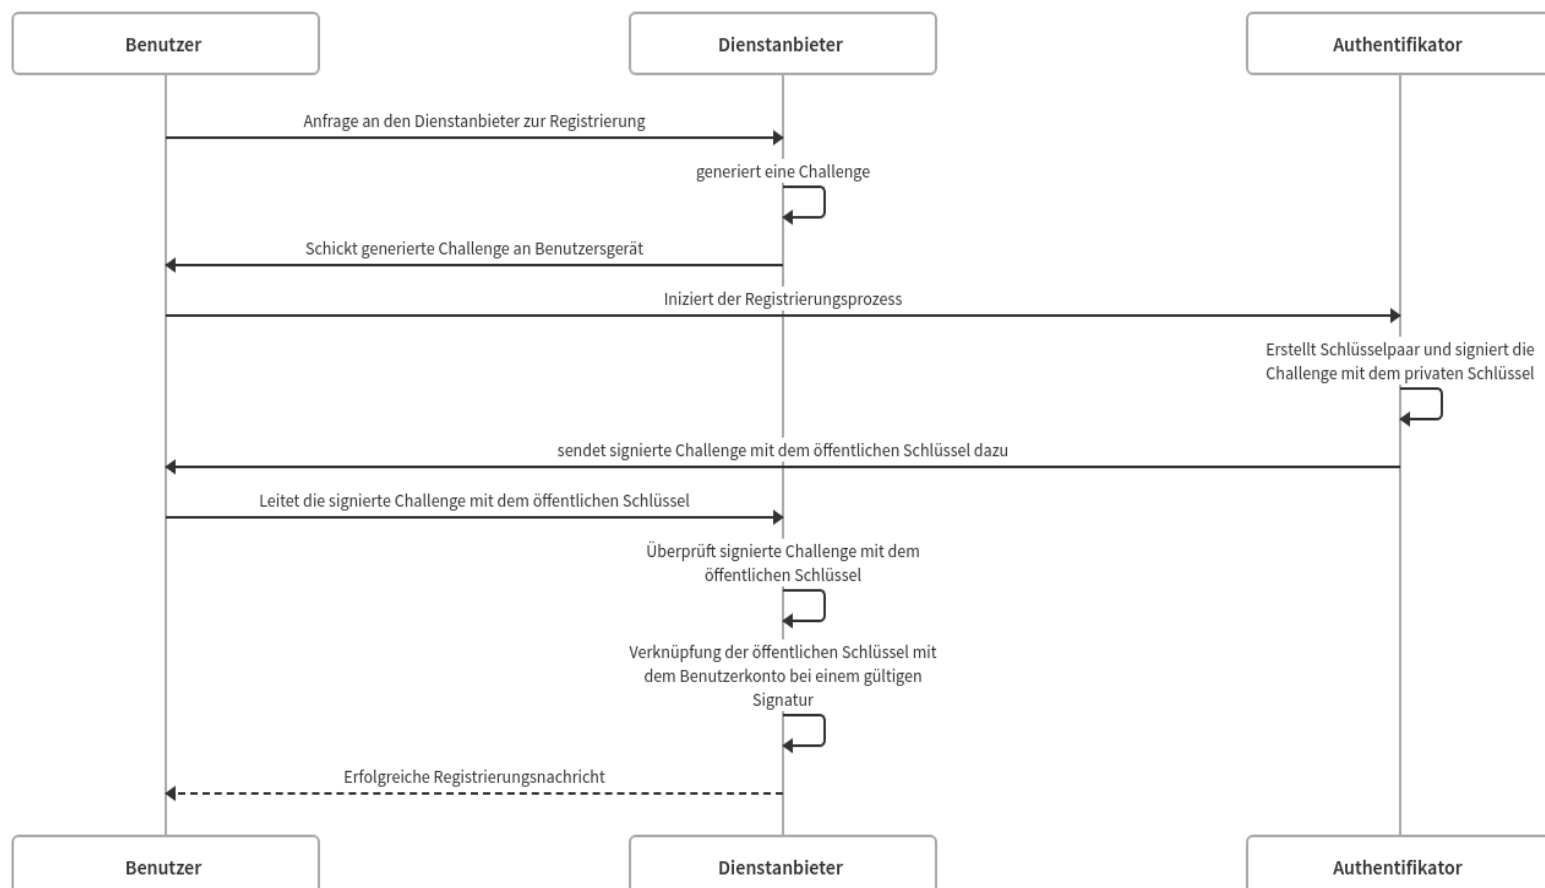 Benutzer
Dienstanbieter
Authentifikator
Anfrage an den Dienstanbieter zur Registrierung
generiert eine Challenge
Schickt generierte Challenge an Benutzersgerät
Iniziert der Registrierungsprozess
Erstellt Schlüsselpaar und signiert die
Challenge mit dem privaten Schlüssel
sendet signierte Challenge mit dem öffentlichen Schlüssel dazu
Leitet die signierte Challenge mit dem öffentlichen Schlüssel
Überprüft signierte Challenge mit dem
öffentlichen Schlüssel
Verknüpfung der öffentlichen Schlüssel mit
dem Benutzerkonto bei einem gültigen
Signatur
Erfolgreiche Registrierungsnachricht
Benutzer
Dienstanbieter
Authentifikator